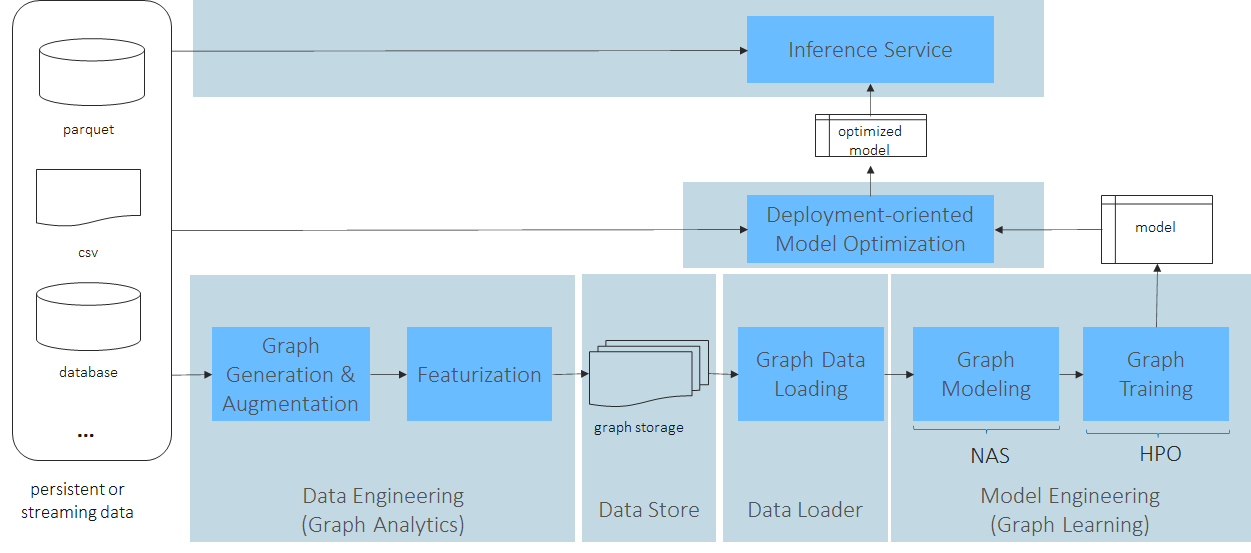 parquet
csv
database
...
persistent or
streaming data
Inference Service
optimized
model
Deployment-oriented
Model Optimization
model
Graph
Generation &
Augmentation
Featurization
graph storage
Graph Data
Loading
Graph
Modeling
Graph
Training
NAS
HPO
Data Engineering
(Graph Analytics)
Data Store
Data Loader
Model Engineering
(Graph Learning)